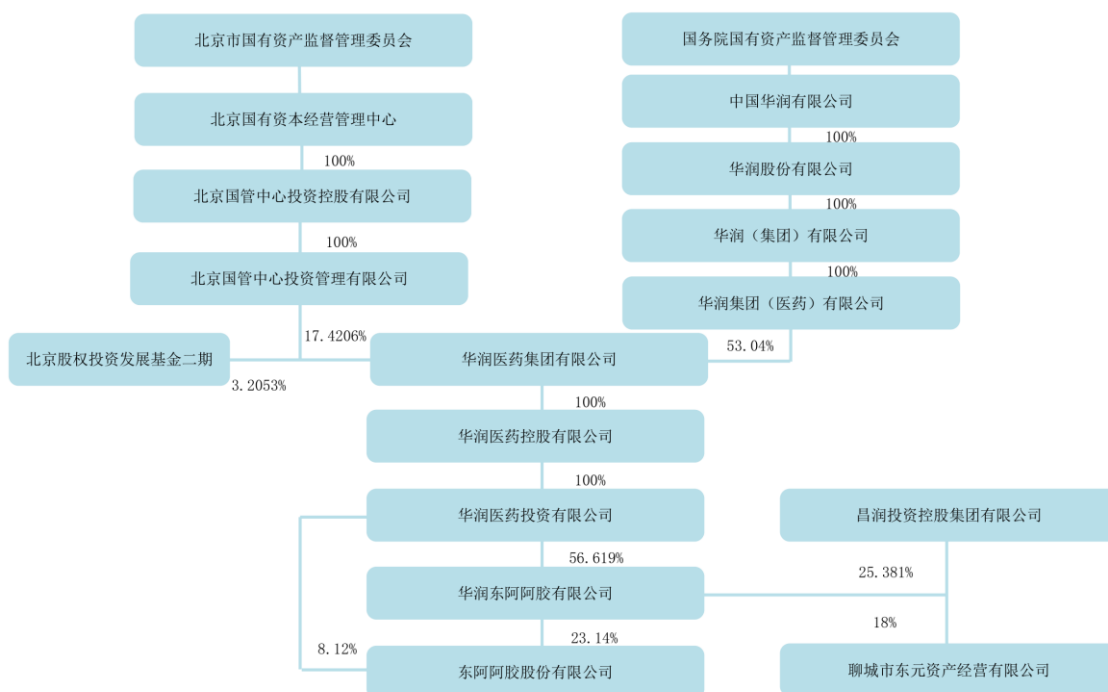 北京市国有资产监督管理委员会
国务院国有资产监督管理委员会
北京国有资本经营管理中心
中国华润有限公司
100%
100%
北京国管中心投资控股有限公司
华润股份有限公司
100%
100%
华润（集团）有限公司
北京国管中心投资管理有限公司
100%
华润集团（医药）有限公司
17.4206%
北京股权投资发展基金二期
华润医药集团有限公司
53.04%
3.2053%
100%
华润医药控股有限公司
100%
华润医药投资有限公司
昌润投资控股集团有限公司
56.619%
25.381%
华润东阿阿胶有限公司
23.14%
18%
8.12%
东阿阿胶股份有限公司
聊城市东元资产经营有限公司